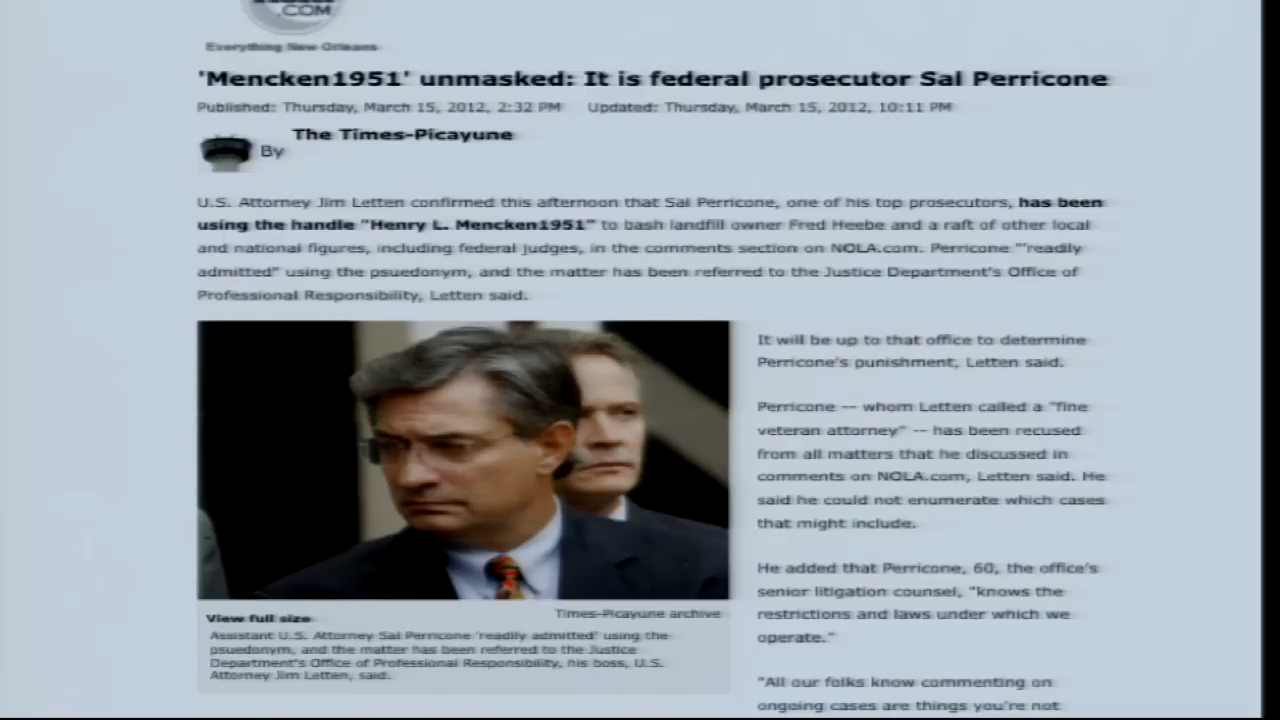 .COM
Everything New Orleans
'Mencken1951' unmasked: It is federal prosecutor Sal Perricone
Published: Thursday, March 15, 2012, 2:32 PM Updated: Thursday, March 15, 2012, 10:11 PM
The Times-Picayune
By
U.S. Attorney Jim Letten confirmed this afternoon that Sal Perricone, one of his top prosecutors, has been
using the handle "Henry L. Mencken1951" to bash landfill owner Fred Heebe and a raft of other local
and national figures, including federal judges, in the comments section on NOLA.com. Perricone "'readily
admitted" using the psuedonym, and the matter has been referred to the Justice Department's Office of
Professional Responsibility, Letten said.
It will be up to that office to determine
Perricone's punishment, Letten said.
Perricone -- whom Letten called a "fine
veteran attorney" -- has been recused
from all matters that he discussed in
comments on NOLA.com, Letten said. He
said he could not enumerate which cases
that might include.
He added that Perricone, 60, the office's
senior litigation counsel, "knows the
restrictions and laws under which we
operate."
"All our folks know commenting on
ongoing cases are things you're not
View full size
Times-Picayune archive
Assistant U.S. Attorney Sal Perricone 'readily admitted' using the
psuedonym, and the matter has been referred to the Justice
Department's Office of Professional Responsibility, his boss, U.S.
Attorney Jim Letten, said.